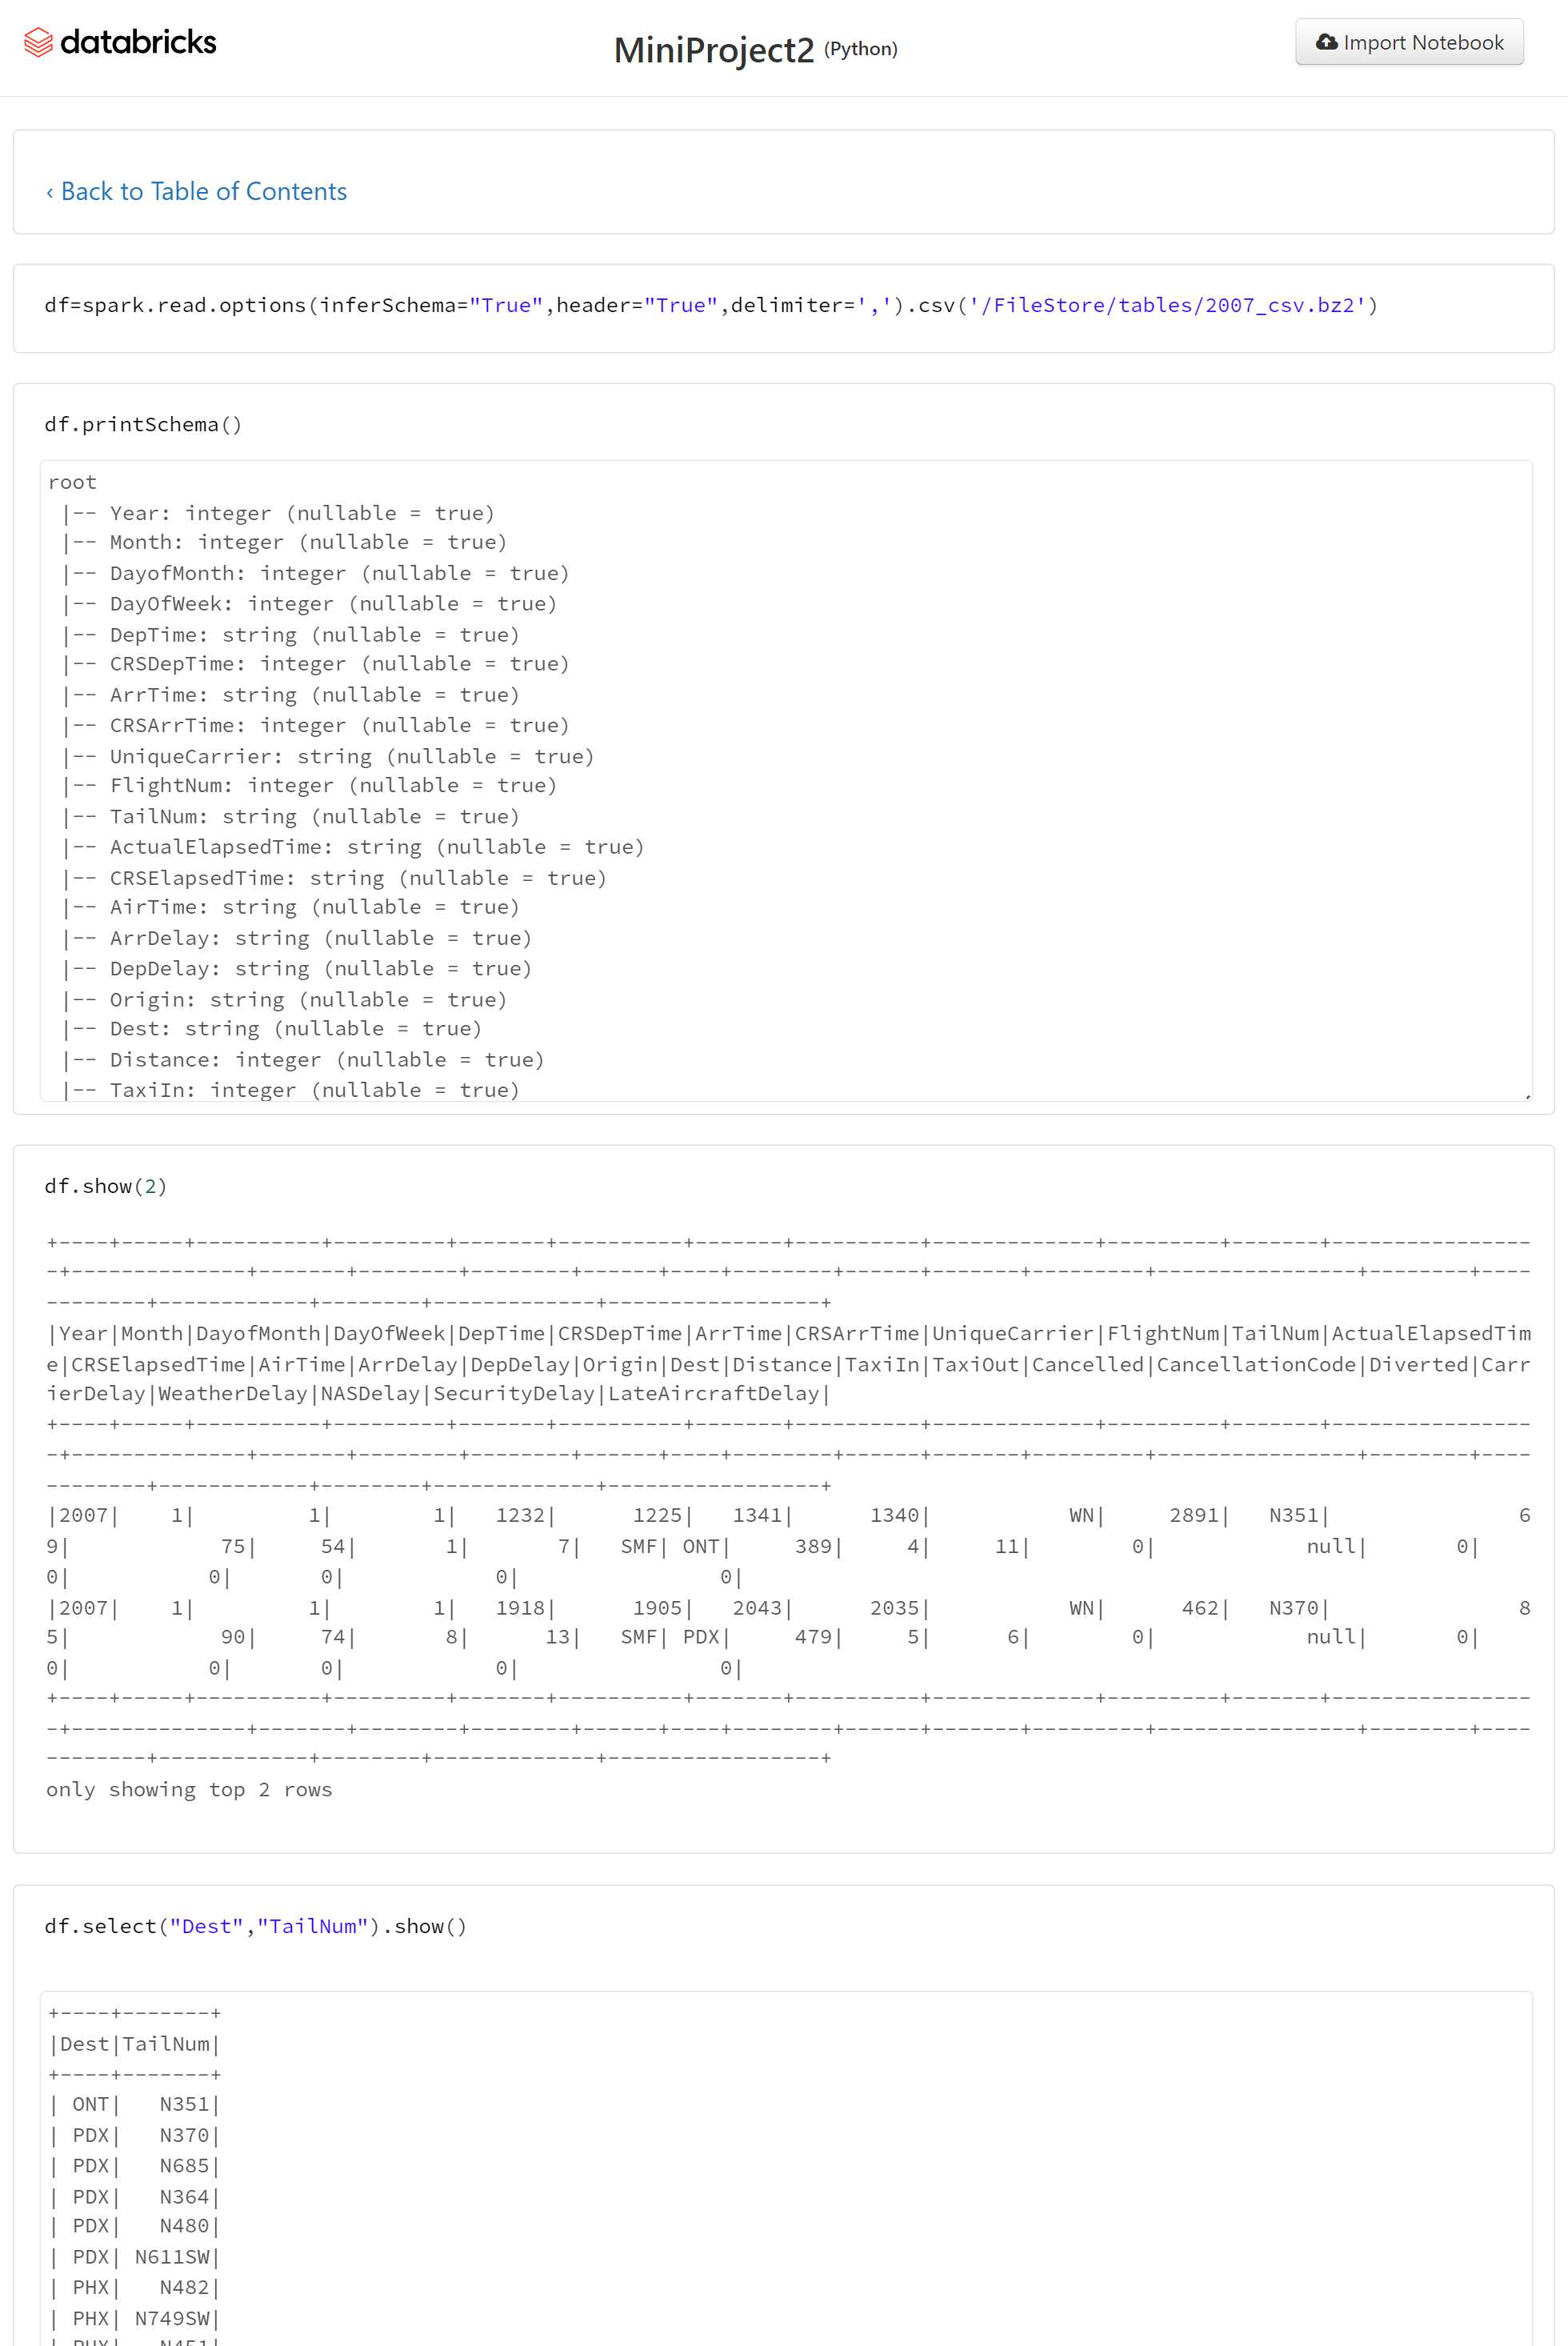 databricks
MiniProject2 (Python)
Import Notebook
‹ Back to Table of Contents
df=spark.read.options(inferSchema="True",header="True",delimiter=',').csv('/FileStore/tables/2007_csv.bz2')
df.printSchema()
root
 |-- Year: integer (nullable = true)
 |-- Month: integer (nullable = true)
 |-- DayofMonth: integer (nullable = true)
 |-- DayOfWeek: integer (nullable = true)
 |-- DepTime: string (nullable = true)
 |-- CRSDepTime: integer (nullable = true)
 |-- ArrTime: string (nullable = true)
 |-- CRSArrTime: integer (nullable = true)
 |-- UniqueCarrier: string (nullable = true)
 |-- FlightNum: integer (nullable = true)
 |-- TailNum: string (nullable = true)
 |-- ActualElapsedTime: string (nullable = true)
 |-- CRSElapsedTime: string (nullable = true)
 |-- AirTime: string (nullable = true)
 |-- ArrDelay: string (nullable = true)
 |-- DepDelay: string (nullable = true)
 |-- Origin: string (nullable = true)
 |-- Dest: string (nullable = true)
 |-- Distance: integer (nullable = true)
 |-- TaxiIn: integer (nullable = true)
df.show(2)
+----+-----+----------+---------+-------+----------+-------+----------+-------------+---------+-------+----------------
-+--------------+-------+--------+--------+------+----+--------+------+-------+---------+----------------+--------+----
--------+------------+--------+-------------+-----------------+
|Year|Month|DayofMonth|DayOfWeek|DepTime|CRSDepTime|ArrTime|CRSArrTime|UniqueCarrier|FlightNum|TailNum|ActualElapsedTim
e|CRSElapsedTime|AirTime|ArrDelay|DepDelay|Origin|Dest|Distance|TaxiIn|TaxiOut|Cancelled|CancellationCode|Diverted|Carr
ierDelay|WeatherDelay|NASDelay|SecurityDelay|LateAircraftDelay|
+----+-----+----------+---------+-------+----------+-------+----------+-------------+---------+-------+----------------
-+--------------+-------+--------+--------+------+----+--------+------+-------+---------+----------------+--------+----
--------+------------+--------+-------------+-----------------+
|2007|    1|         1|        1|   1232|      1225|   1341|      1340|           WN|     2891|   N351|               6
9|            75|     54|       1|       7|   SMF| ONT|     389|     4|     11|        0|            null|       0|
0|           0|       0|            0|                0|
|2007|    1|         1|        1|   1918|      1905|   2043|      2035|           WN|      462|   N370|               8
5|            90|     74|       8|      13|   SMF| PDX|     479|     5|      6|        0|            null|       0|
0|           0|       0|            0|                0|
+----+-----+----------+---------+-------+----------+-------+----------+-------------+---------+-------+----------------
-+--------------+-------+--------+--------+------+----+--------+------+-------+---------+----------------+--------+----
--------+------------+--------+-------------+-----------------+
only showing top 2 rows
df.select("Dest","TailNum").show()
+----+-------+
|Dest|TailNum|
+----+-------+
| ONT|   N351|
| PDX|   N370|
| PDX|   N685|
| PDX|   N364|
| PDX|   N480|
| PDX| N611SW|
| PHX|   N482|
| PHX| N749SW|
| PHX|   N451|